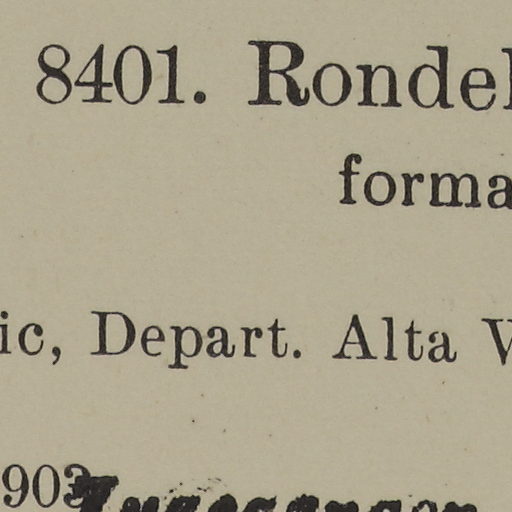 8401. Rondel
forma
ic, Depart. Alta V
903